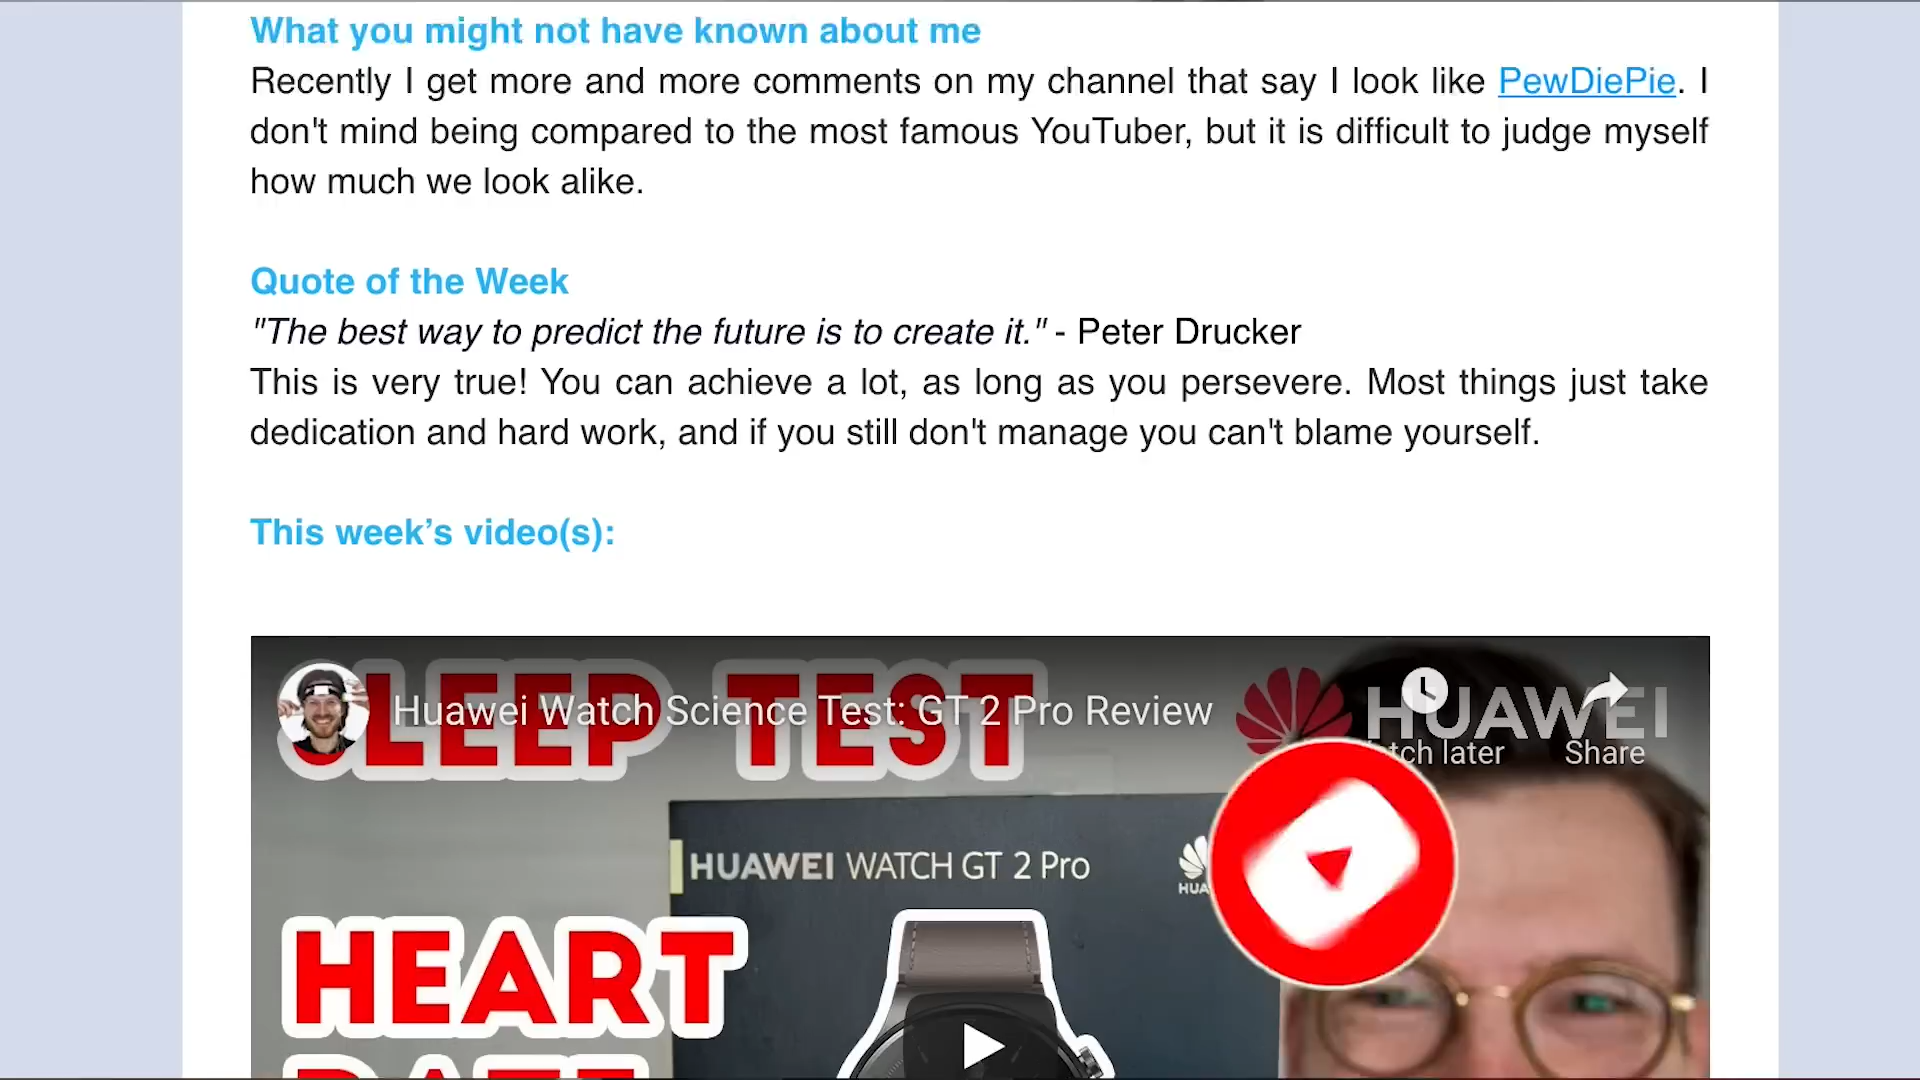 What you might not have known about me
Recently I get more and more comments on my channel that say I look like PewDiePie. I
don't mind being compared to the most famous YouTuber, but it is difficult to judge myself
how much we look alike.
Quote of the Week
"The best way to predict the future is to create it." - Peter Drucker
This is very true! You can achieve a lot, as long as you persevere. Most things just take
dedication and hard work, and if you still don't manage you can't blame yourself.
This week’s video(s):
SLEEP TEST
Huawei Watch Science Test: GT 2 Pro Review
HUAWEI
later
Share
HUAWEI WATCH GT 2 Pro
HEART